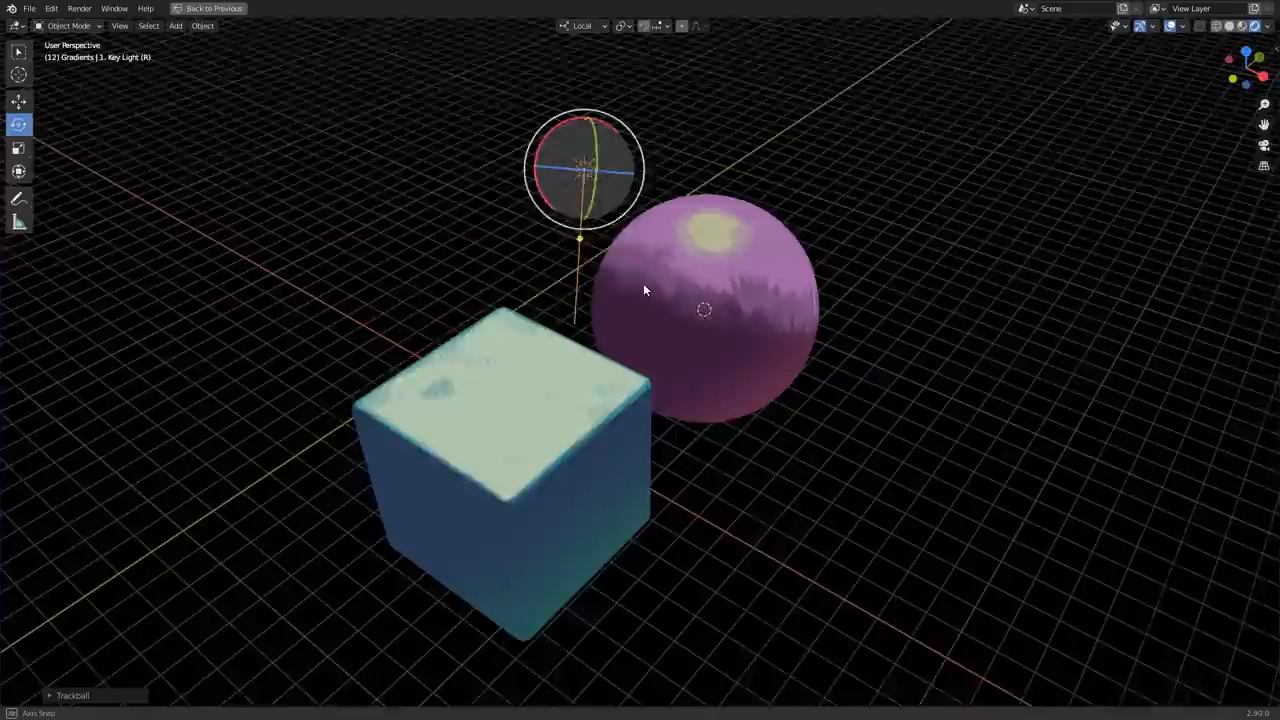 File Edit Render Window Help Back to Previous Scene View Layer
Object Mode View Select Add Object Local
User Perspective
(12) Gradients | 1. Key Light (R)
Trackball
Axis Snap 2.90.0